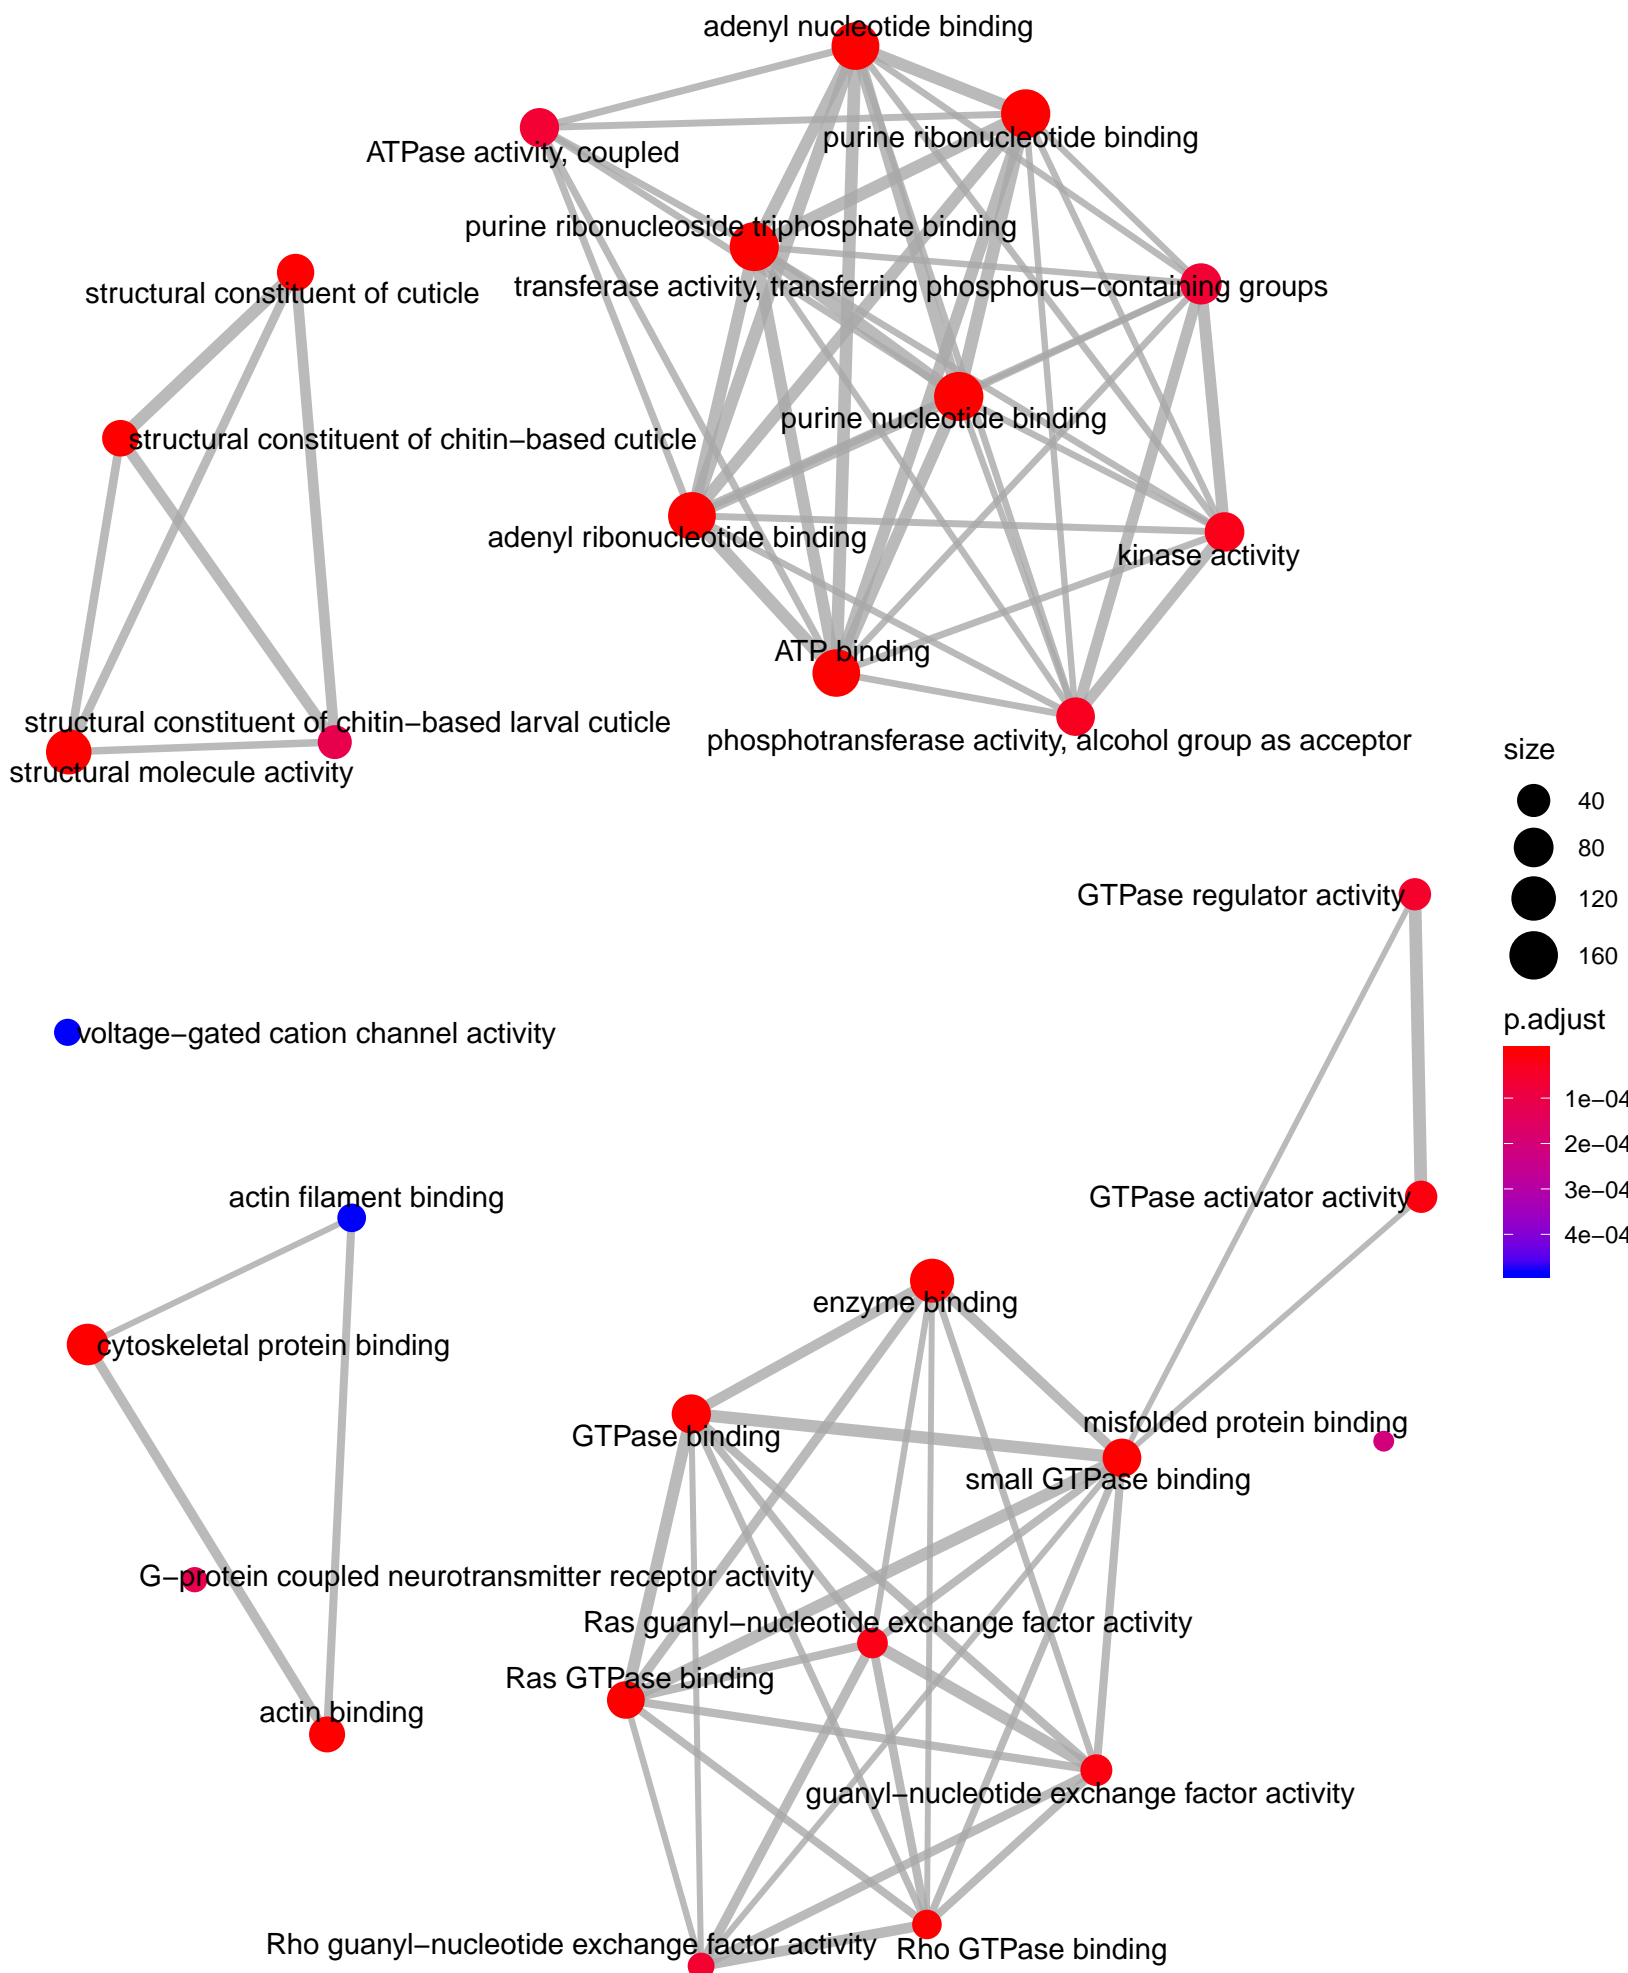 adenyl nucleotide binding
purine ribonucleotide binding
ATPase activity, coupled
purine ribonucleoside triphosphate binding
transferase activity, transferring phosphorus−containing groups
structural constituent of cuticle
purine nucleotide binding
structural constituent of chitin−based cuticle
adenyl ribonucleotide binding
kinase activity
ATP binding
structural constituent of chitin−based larval cuticle
phosphotransferase activity, alcohol group as acceptor
structural molecule activity
size
40
80
120
160
GTPase regulator activity
p.adjust
1e−04
2e−04
3e−04
4e−04
voltage−gated cation channel activity
actin filament binding
GTPase activator activity
enzyme binding
cytoskeletal protein binding
misfolded protein binding
GTPase binding
small GTPase binding
G−protein coupled neurotransmitter receptor activity
Ras guanyl−nucleotide exchange factor activity
Ras GTPase binding
actin binding
guanyl−nucleotide exchange factor activity
Rho guanyl−nucleotide exchange factor activity
Rho GTPase binding